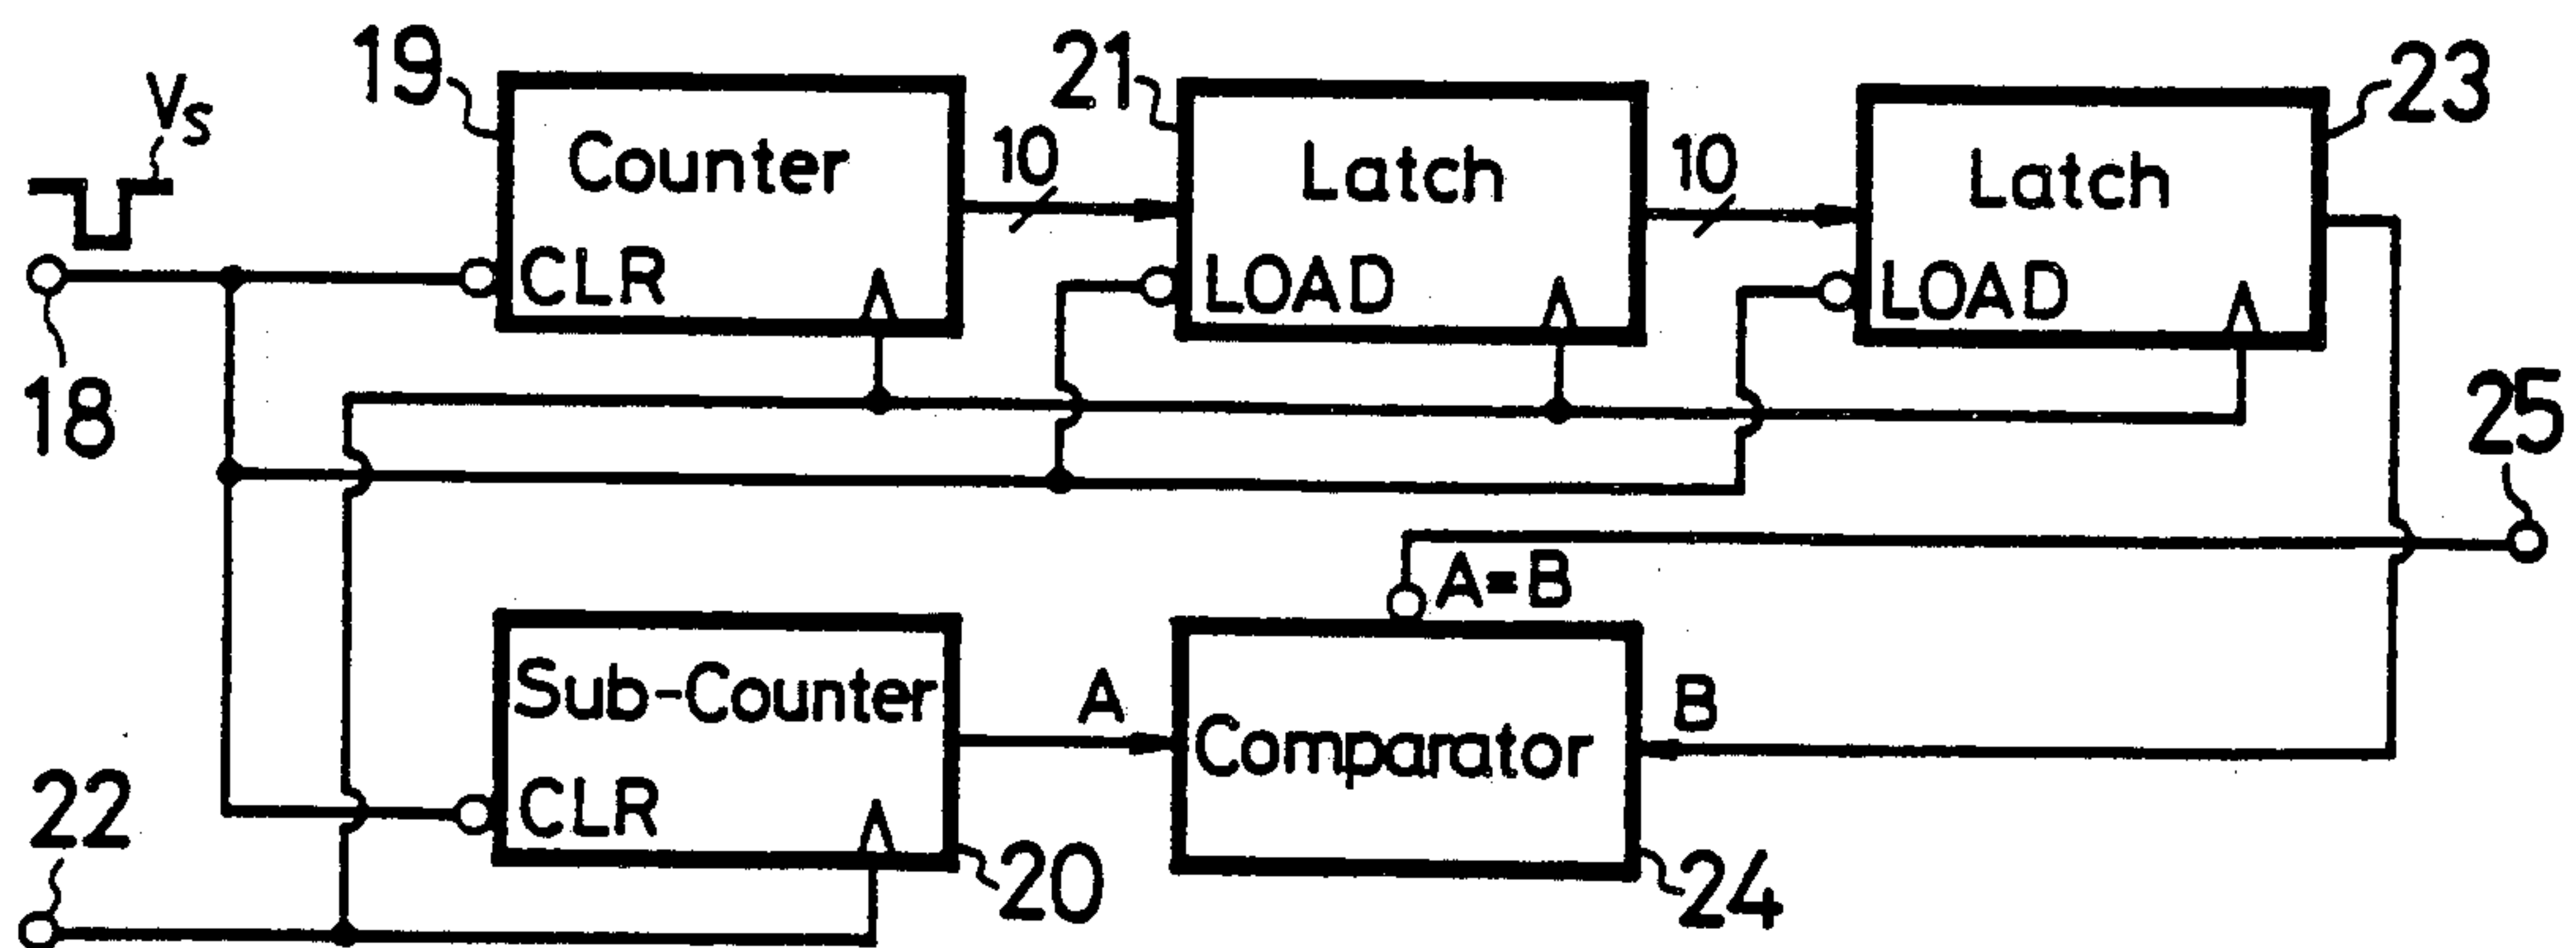 19
21
23
Vs
Counter
10
Latch
10
Latch
CLR
LOAD
LOAD
18
25
A=B
Sub-Counter
A
B
Comparator
CLR
22
20
24